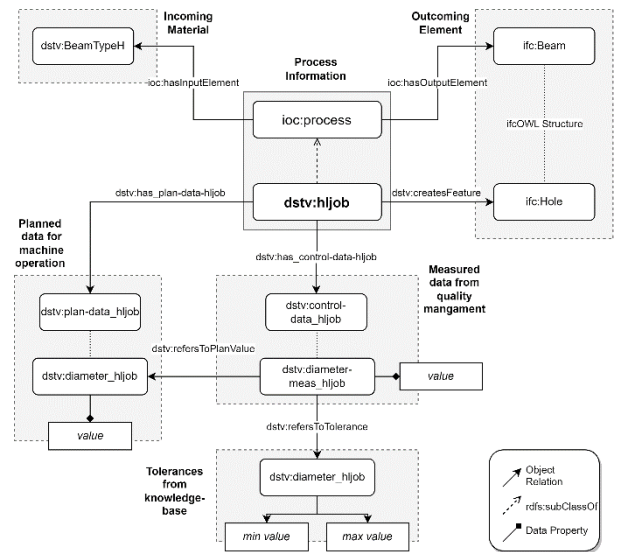 Incoming
Material
Outcoming
Element
dstv:BeamTypeH
ifc:Beam
Process
Information
ioc:hasInputElement
ioc:hasOutputElement
ioc:process
ifcOWL Structure
dstv:has_plan-data-hljob
dstv:hljob
dstv:createsFeature
ifc:Hole
Planned
data for
machine
operation
dstv:has_control-data-hljob
Measured
data from
quality
mangament
dstv:plan-data_hljob
dstv:control-
data_hljob
dstv:refersToPlanValue
dstv:diameter_hljob
dstv:diameter-
meas_hljob
value
value
dstv:refersToTolerance
Tolerances
from
knowledge-
base
dstv:diameter_hljob
min value
max value
Object
Relation
rdfs:subClassOf
Data Property